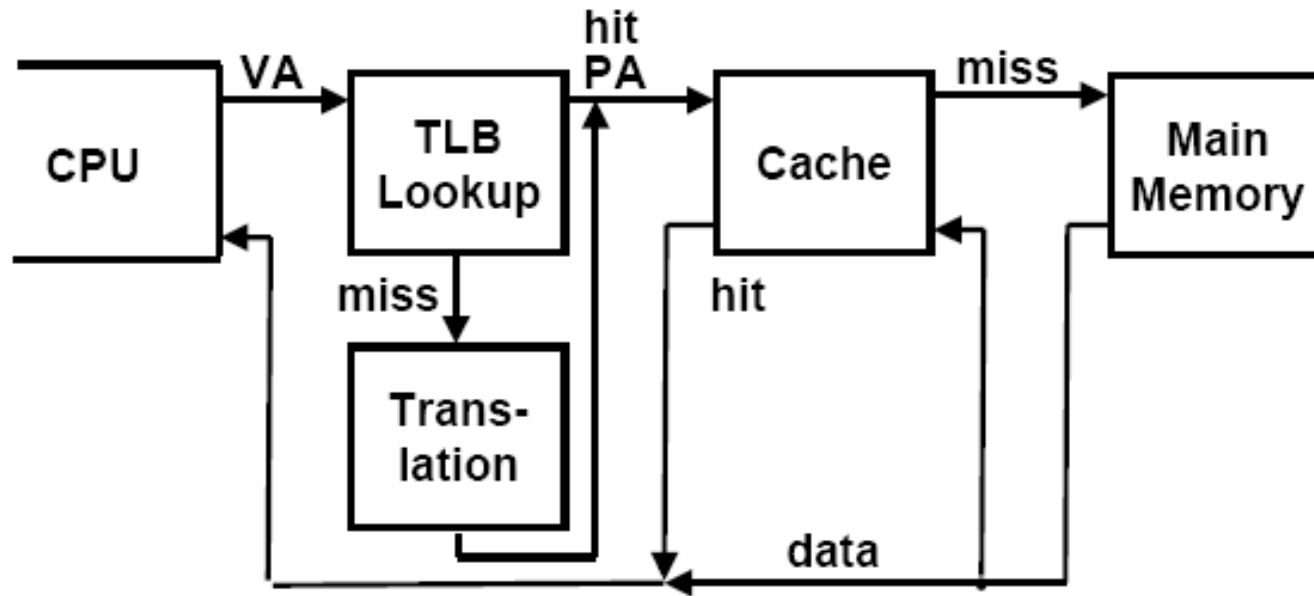 hit
VA
PA
miss
CPU
TLB
Lookup
Cache
Main
Memory
miss
hit
Trans-
lation
data